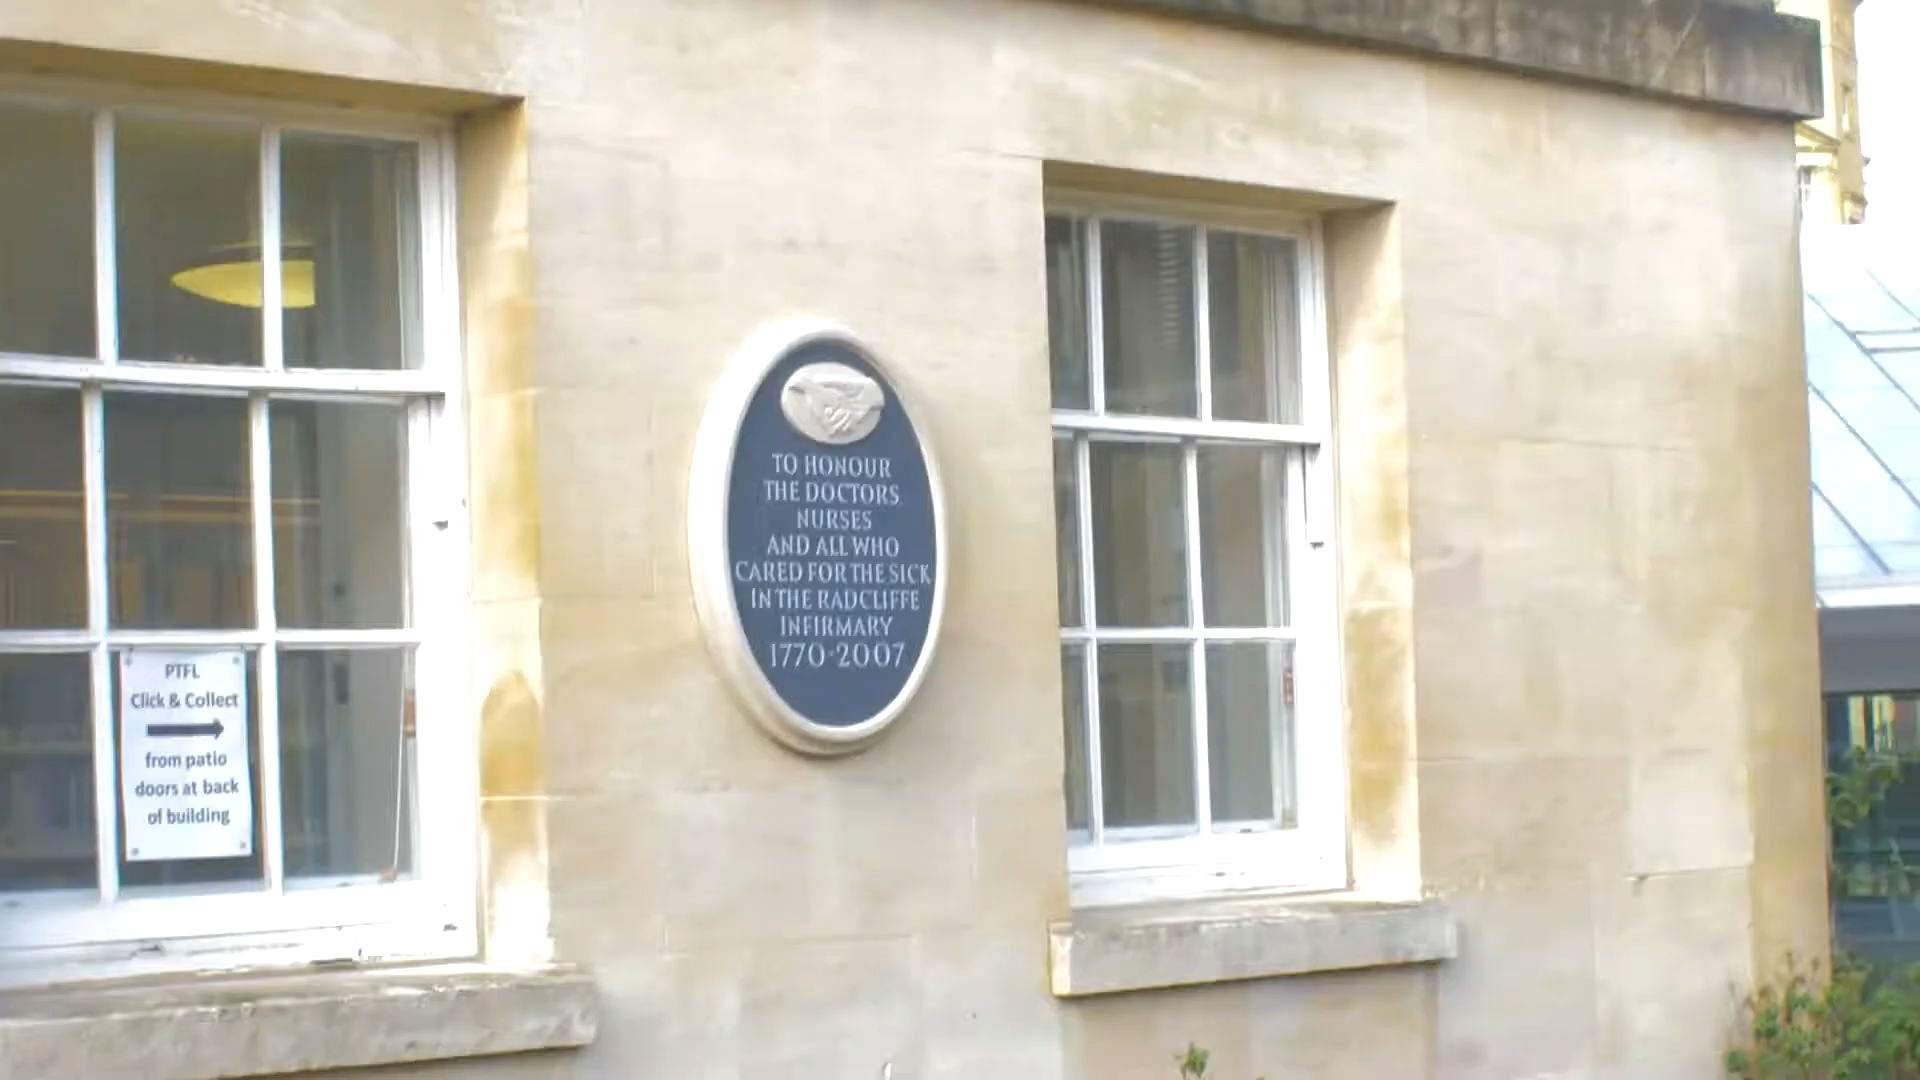 TO HONOUR
THE DOCTORS
NURSES
AND ALL WHO
CARED FOR THE SICK
IN THE RADCLIFFE
INFIRMARY
1770-2007
PTFL
Click & Collect
from patio
doors at back
of building